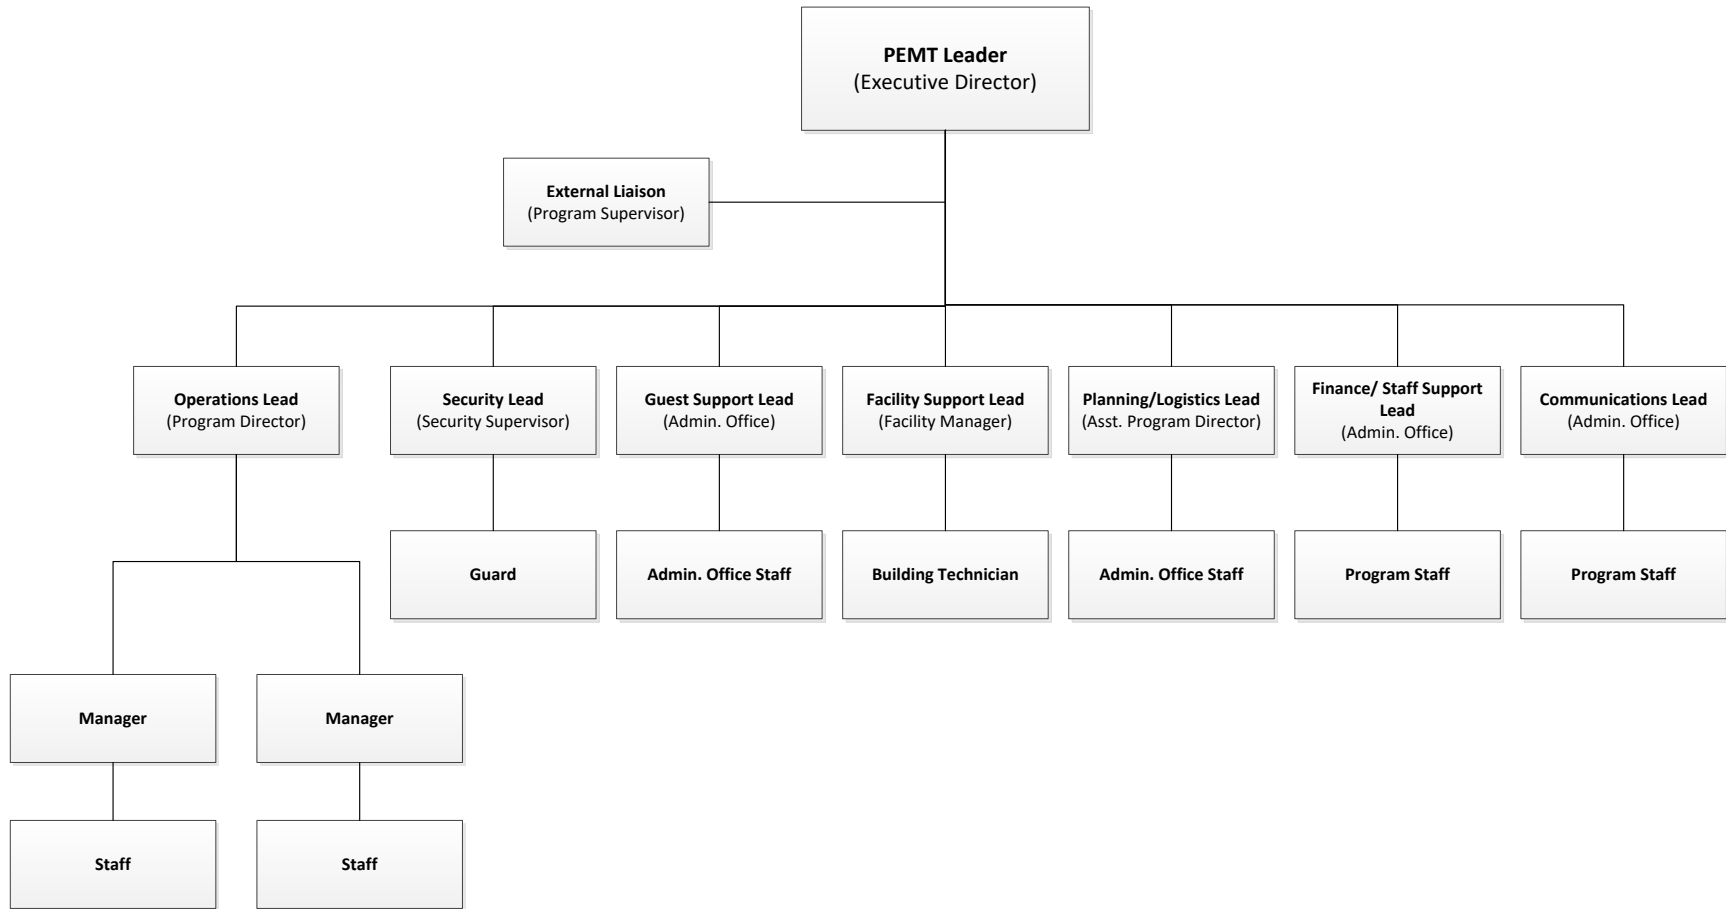 PEMT Leader
(Executive Director)
External Liaison
(Program Supervisor)
Operations Lead
(Program Director)
Security Lead
(Security Supervisor)
Guest Support Lead
(Admin. Office)
Facility Support Lead
(Facility Manager)
Planning/Logistics Lead
(Asst. Program Director)
Finance/ Staff Support
Lead
(Admin. Office)
Communications Lead
(Admin. Office)
Guard
Admin. Office Staff
Building Technician
Admin. Office Staff
Program Staff
Program Staff
Manager
Manager
Staff
Staff